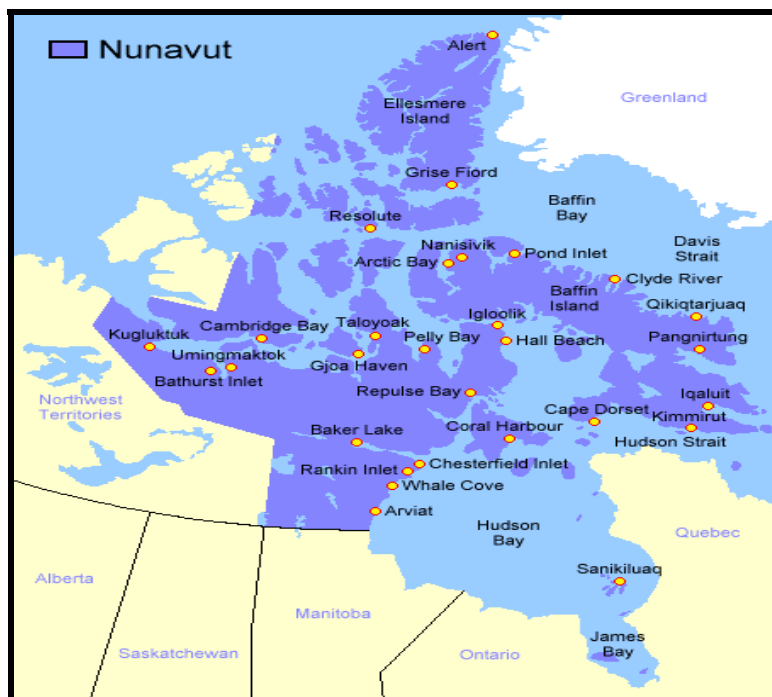 Nunavut
Alert
Greenland
Ellesmere
Island
Grise Fiord
Baffin
Bay
Resolute
Nanisivik
Pond Inlet
Davis
Strait
Arctic Bay
Clyde River
Baffin
Island
Qikiqtarjuaq
Igloolik
Taloyoak
Cambridge Bay
Kugluktuk
Pelly Bay
Hall Beach
Pangnirtung
Umingmaktok
Gjoa Haven
Bathurst Inlet
Repulse Bay
Northwest
Territories
Iqaluit
Cape Dorset
Kimmirut
Baker Lake
Coral Harbour
Hudson Strait
Rankin Inlet
Chesterfield Inlet
Whale Cove
Arviat
Hudson
Bay
Quebec
Sanikiluaq
Alberta
Manitoba
James
Bay
Saskatchewan
Ontario